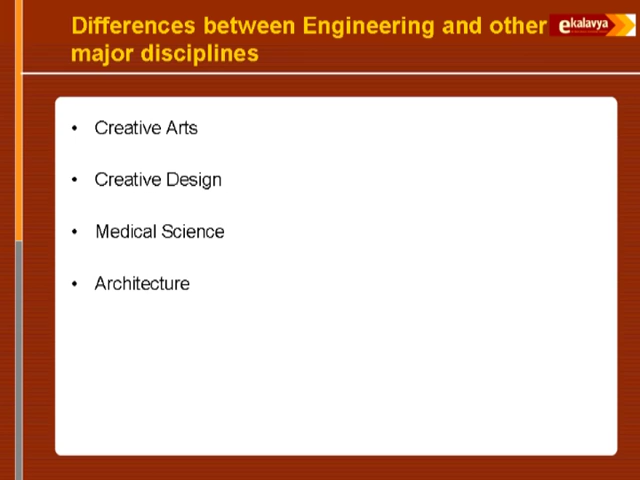 Differences between Engineering and other
major disciplines
ekalavya
• Creative Arts
• Creative Design
• Medical Science
• Architecture